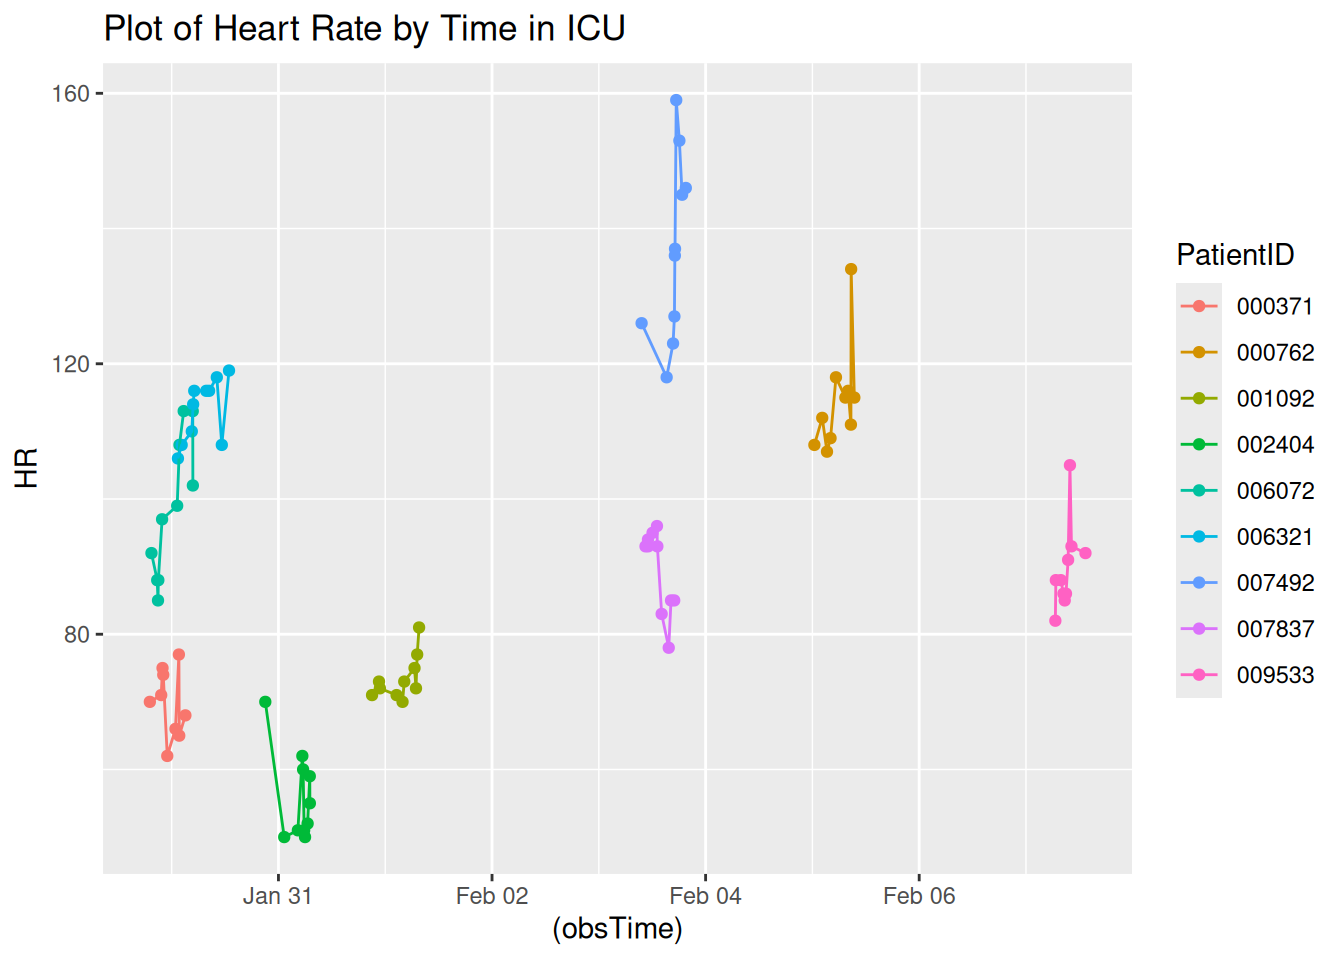 Plot of Heart Rate by Time in ICU
160
120
80
HR
Jan 31
Feb 02
Feb 04
Feb 06
(obsTime)
PatientID
000371
000762
001092
002404
006072
006321
007492
007837
009533